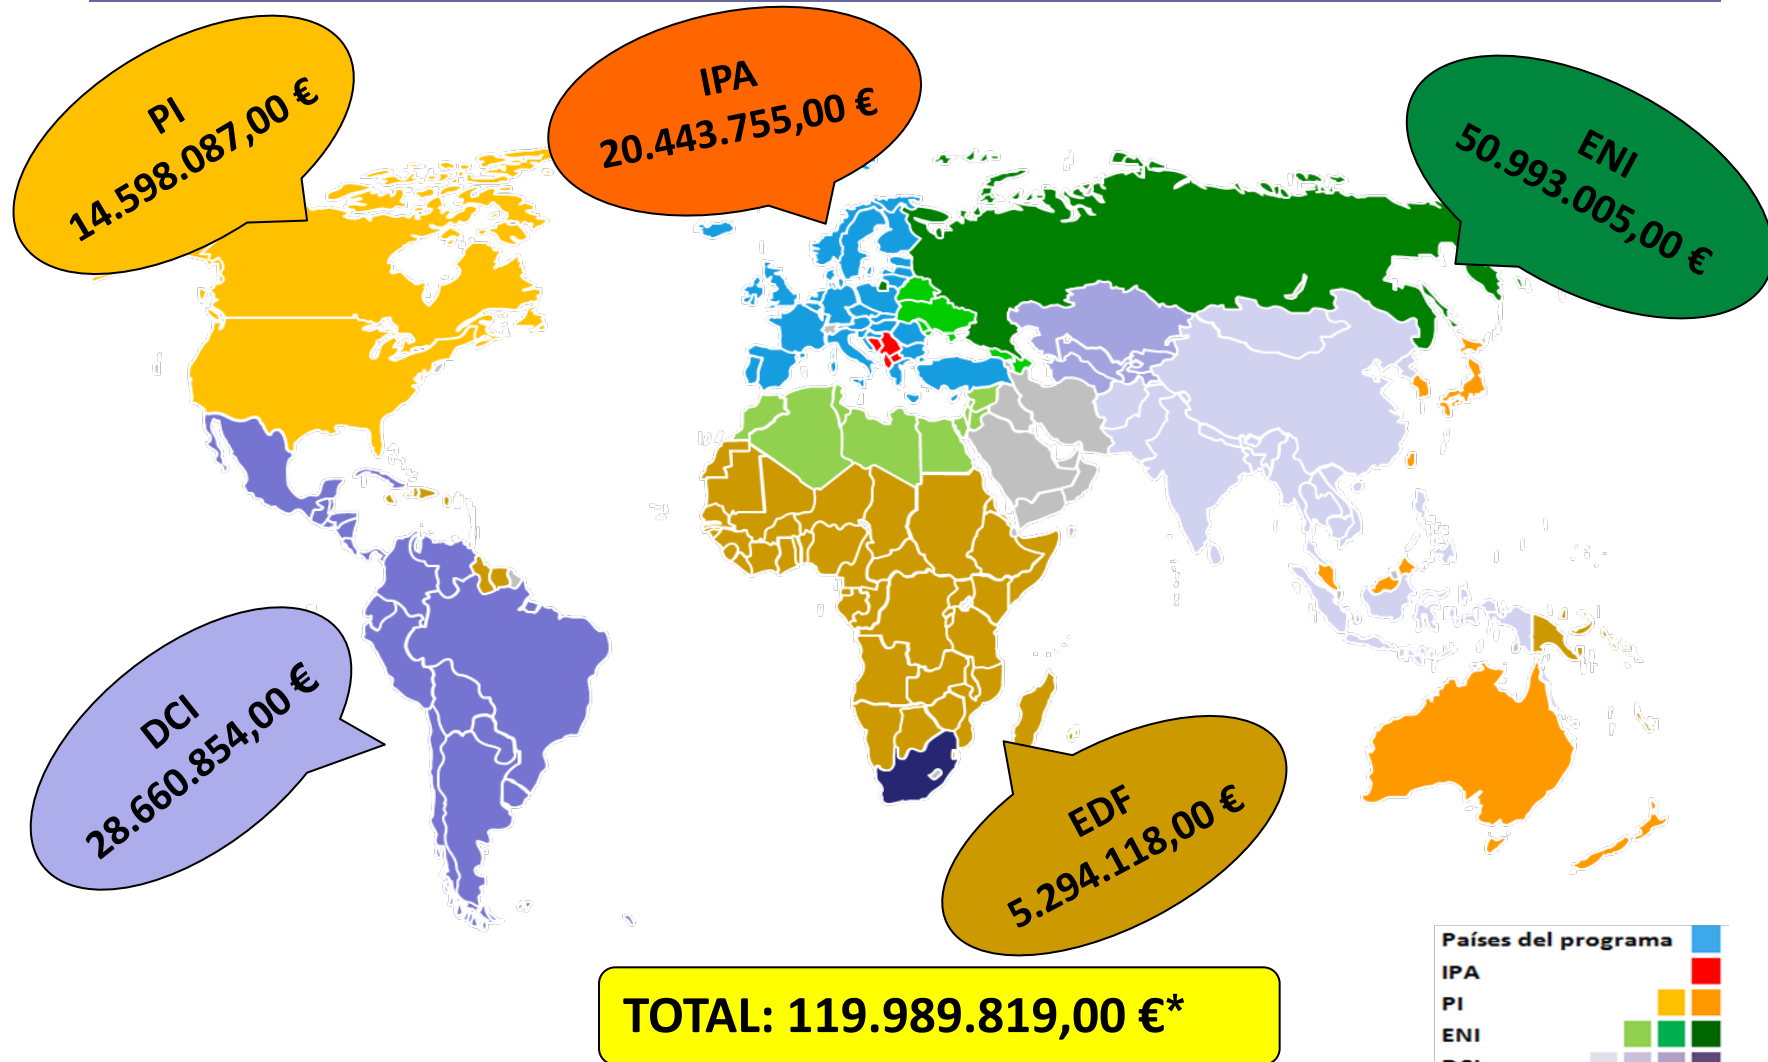 PI
14.598.087,00 €
IPA
20.443.755,00 €
ENI
50.993.005,00 €
DCI
28.660.854,00 €
EDF
5.294.118,00 €
TOTAL: 119.989.819,00 €*
Países del programa
IPA
PI
ENI